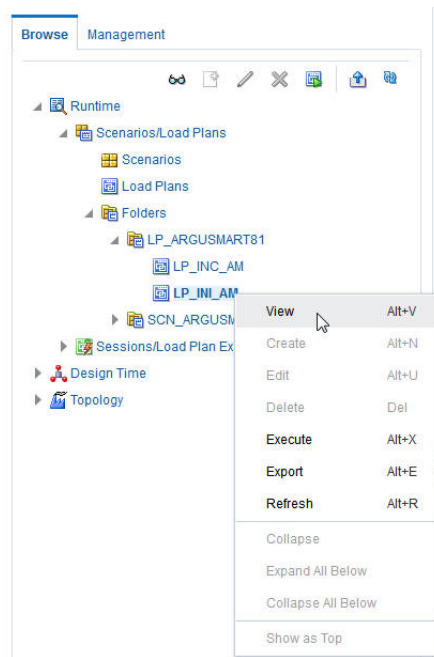 Browse Management
Runtime
Scenarios/Load Plans
Scenarios
Load Plans
Folders
LP_ARGUSMART81
LP_INC_AM
LP_INI_AM
SCN_ARGUSM
Sessions/Load Plan Ex
Design Time
Topology
View Alt+V
Create Alt+N
Edit Alt+U
Delete Del
Execute Alt+X
Export Alt+E
Refresh Alt+R
Collapse
Expand All Below
Collapse All Below
Show as Top